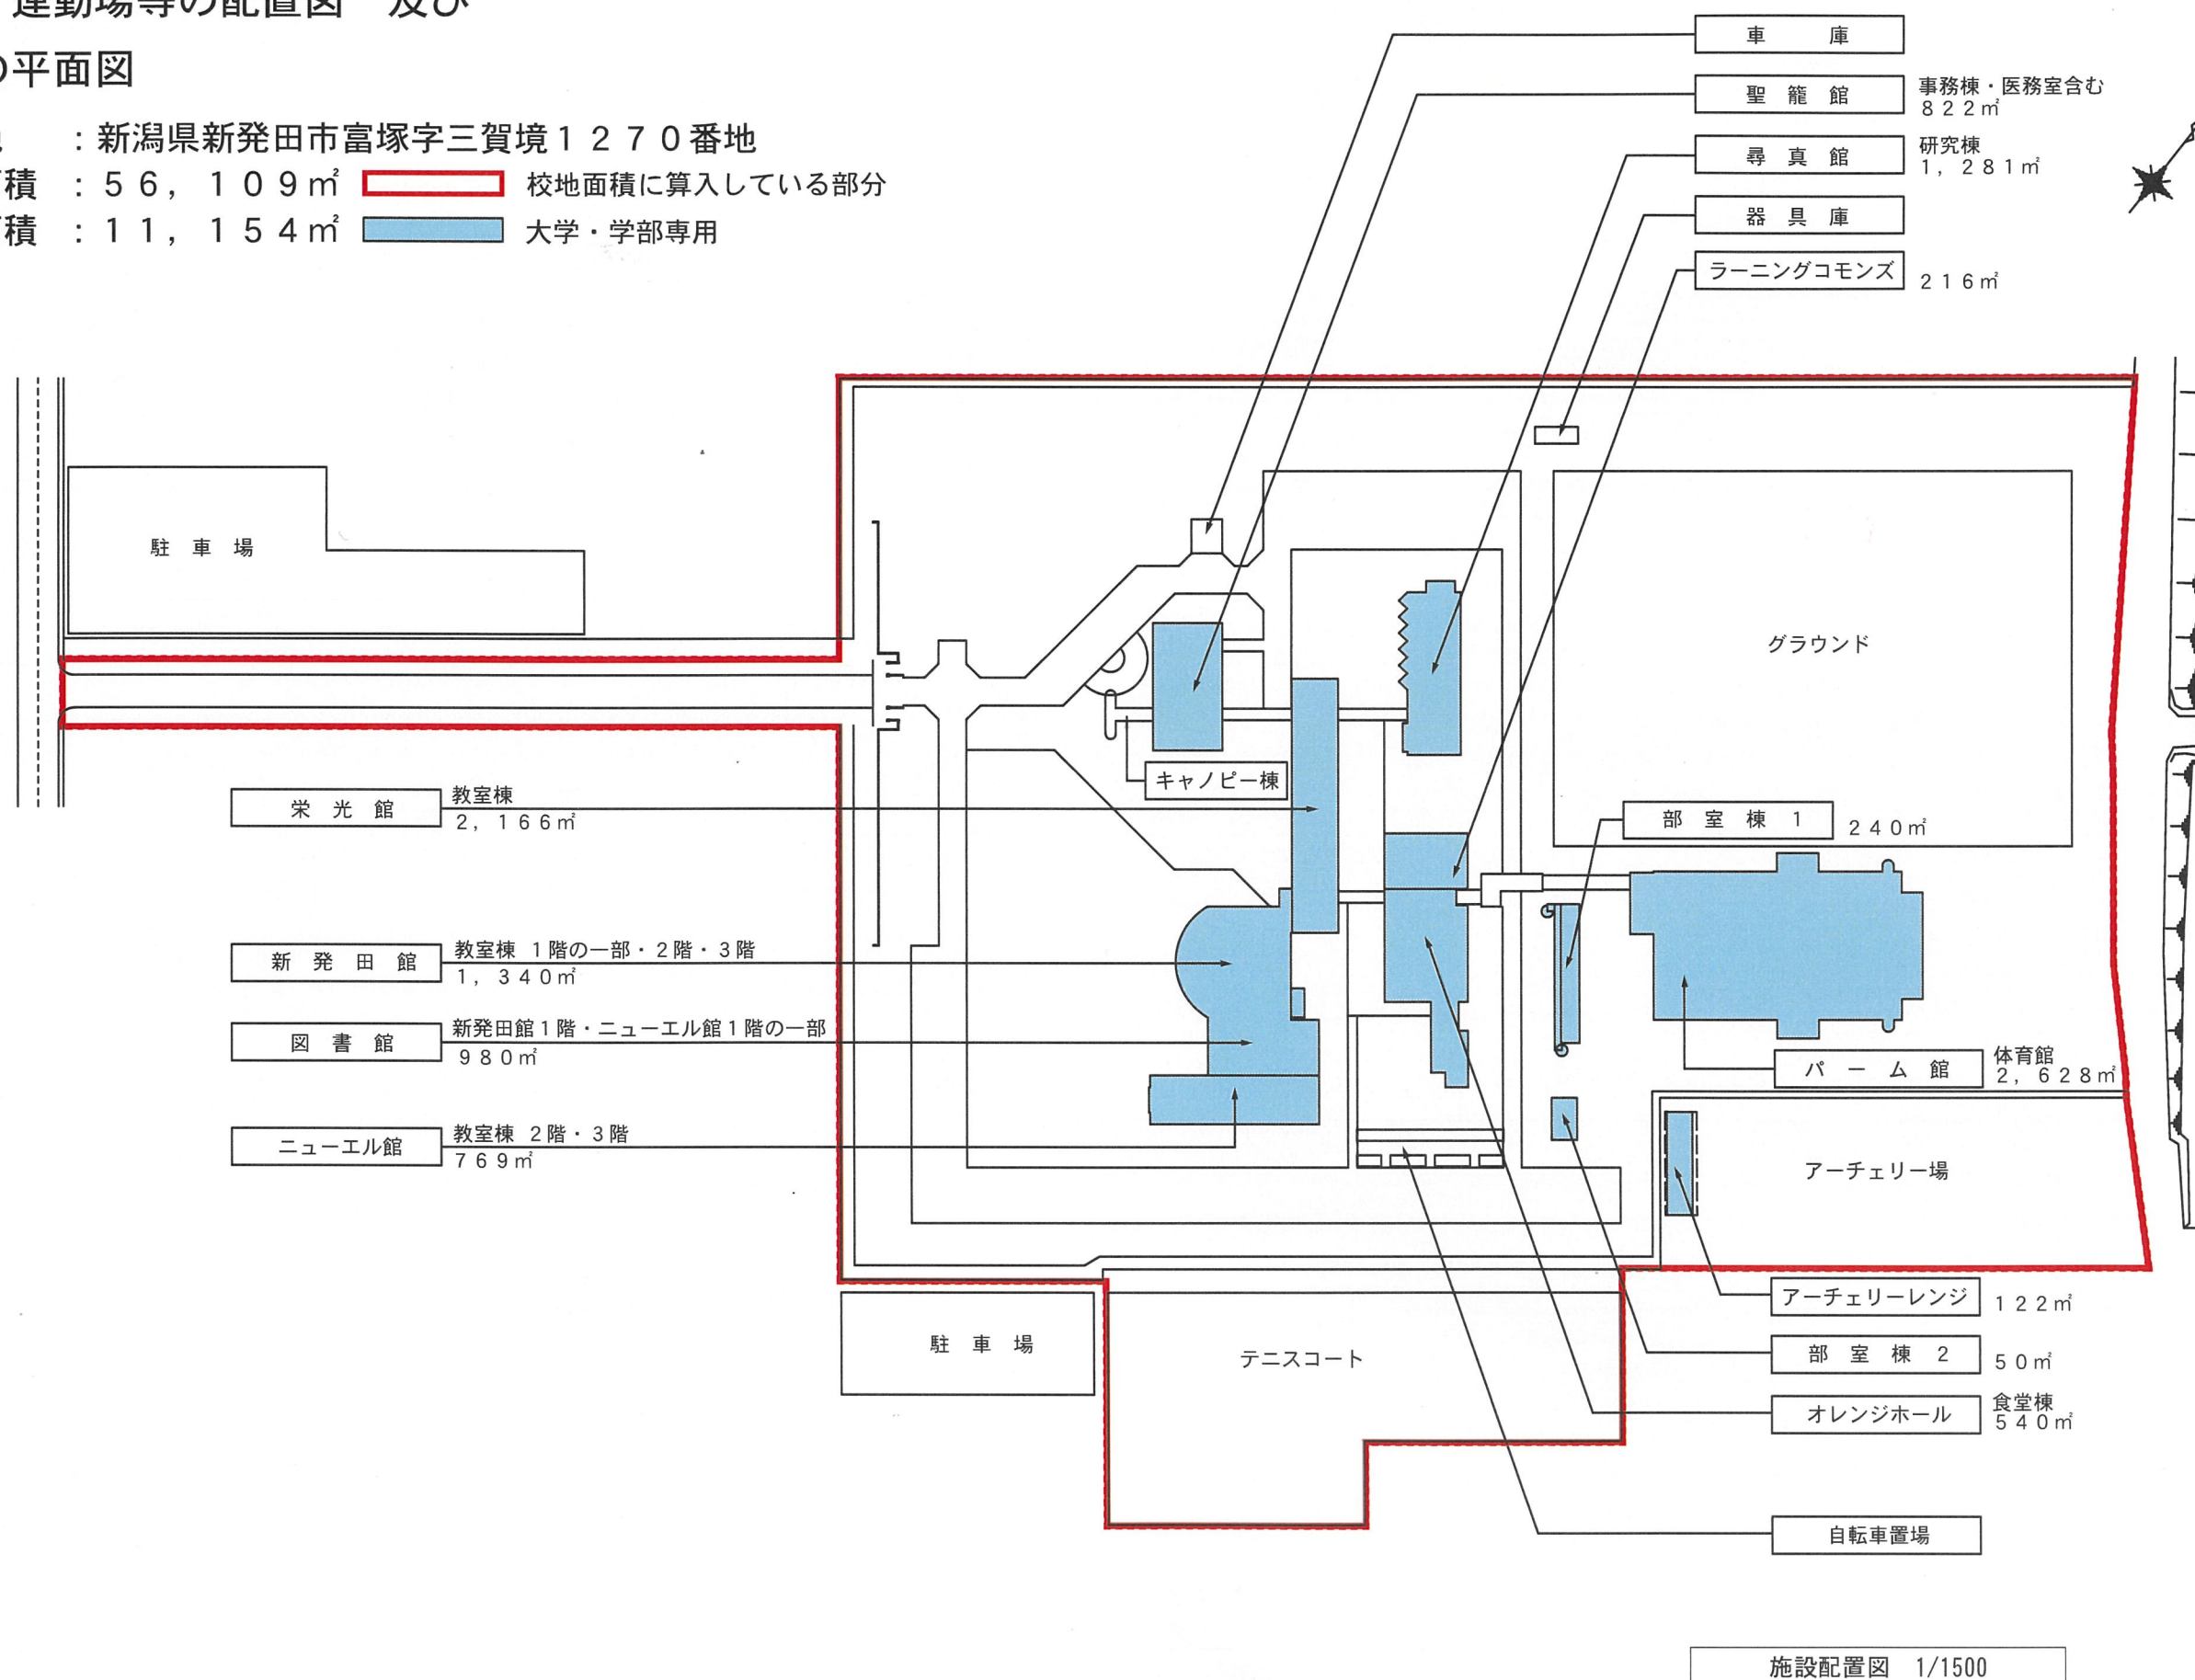 運動場等の配置図 及び
の平面図
：新潟県新発田市富塚字三賀境１２７０番地
積 ：５６，１０９㎡ 校地面積に算入している部分
積 ：１１，１５４㎡ 大学・学部専用
車 庫
聖 籠 館 事務棟・医務室含む
８２２㎡
尋 真 館 研究棟
１，２８１㎡
器 具 庫
ラーニングコモンズ ２１６㎡
駐 車 場
グラウンド
キャノピー棟
栄 光 館 教室棟
２，１６６㎡
部 室 棟 １ ２４０㎡
新 発 田 館 教室棟 １階の一部・２階・３階
１，３４０㎡
図 書 館 新発田館１階・ニューエル館１階の一部
９８０㎡
パ ー ム 館 体育館
２，６２８㎡
ニューエル館 教室棟 ２階・３階
７６９㎡
アーチェリー場
アーチェリーレンジ １２２㎡
駐 車 場
テニスコート
部 室 棟 ２ ５０㎡
オレンジホール 食堂棟
５４０㎡
自転車置場
施設配置図 1/1500